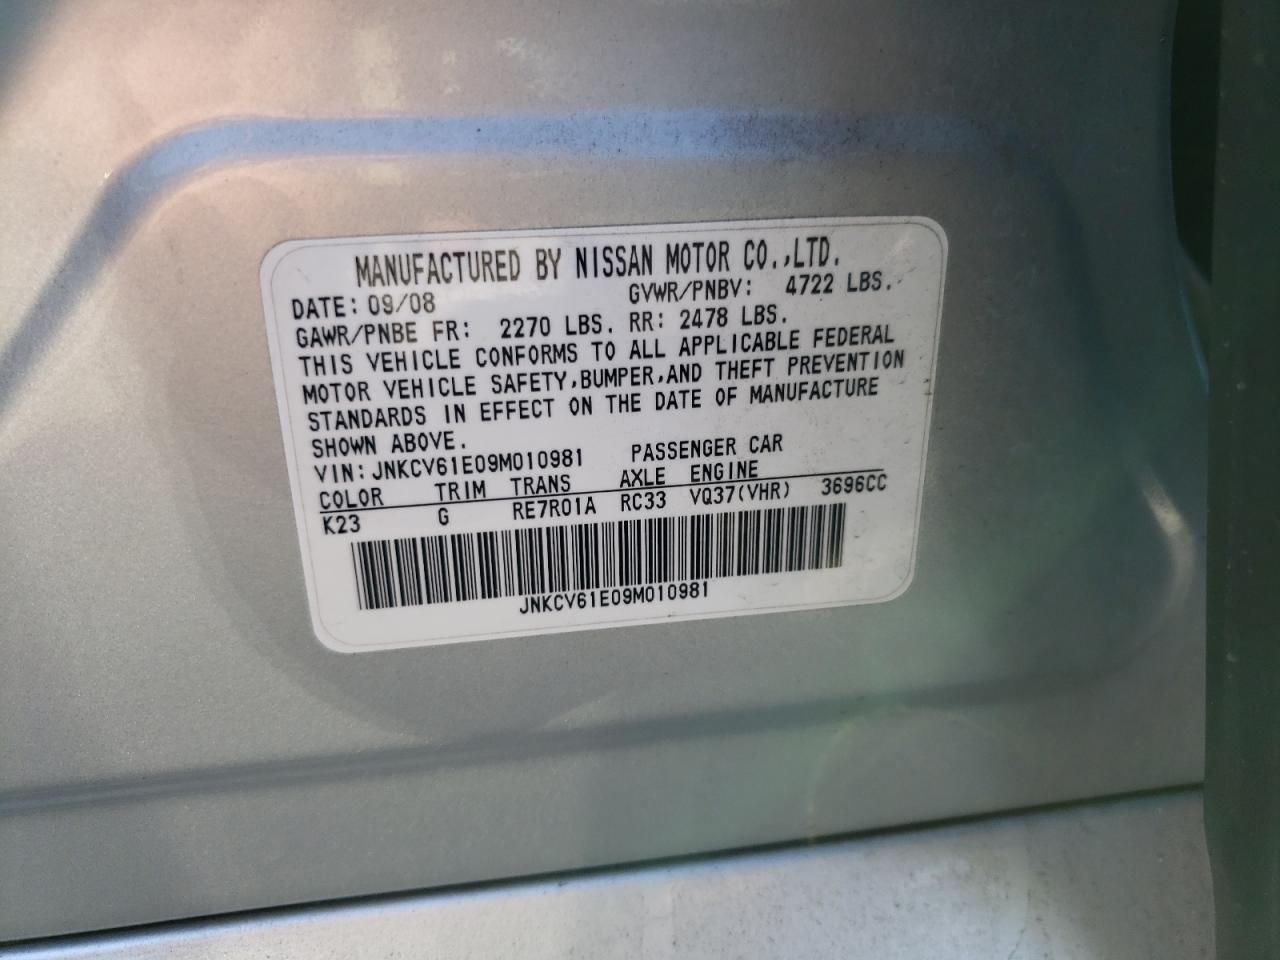 MANUFACTURED BY NISSAN MOTOR CO.,LTD.
DATE: 09/08 GVWR/PNBV: 4722 LBS.
GAWR/PNBE FR: 2270 LBS. RR: 2478 LBS.
THIS VEHICLE CONFORMS TO ALL APPLICABLE FEDERAL
MOTOR VEHICLE SAFETY,BUMPER,AND THEFT PREVENTION
STANDARDS IN EFFECT ON THE DATE OF MANUFACTURE
SHOWN ABOVE.
VIN: JNKCV61E09M010981 PASSENGER CAR
COLOR TRIM TRANS AXLE ENGINE
K23 G RE7R01A RC33 VQ37(VHR) 3696CC
JNKCV61E09M010981